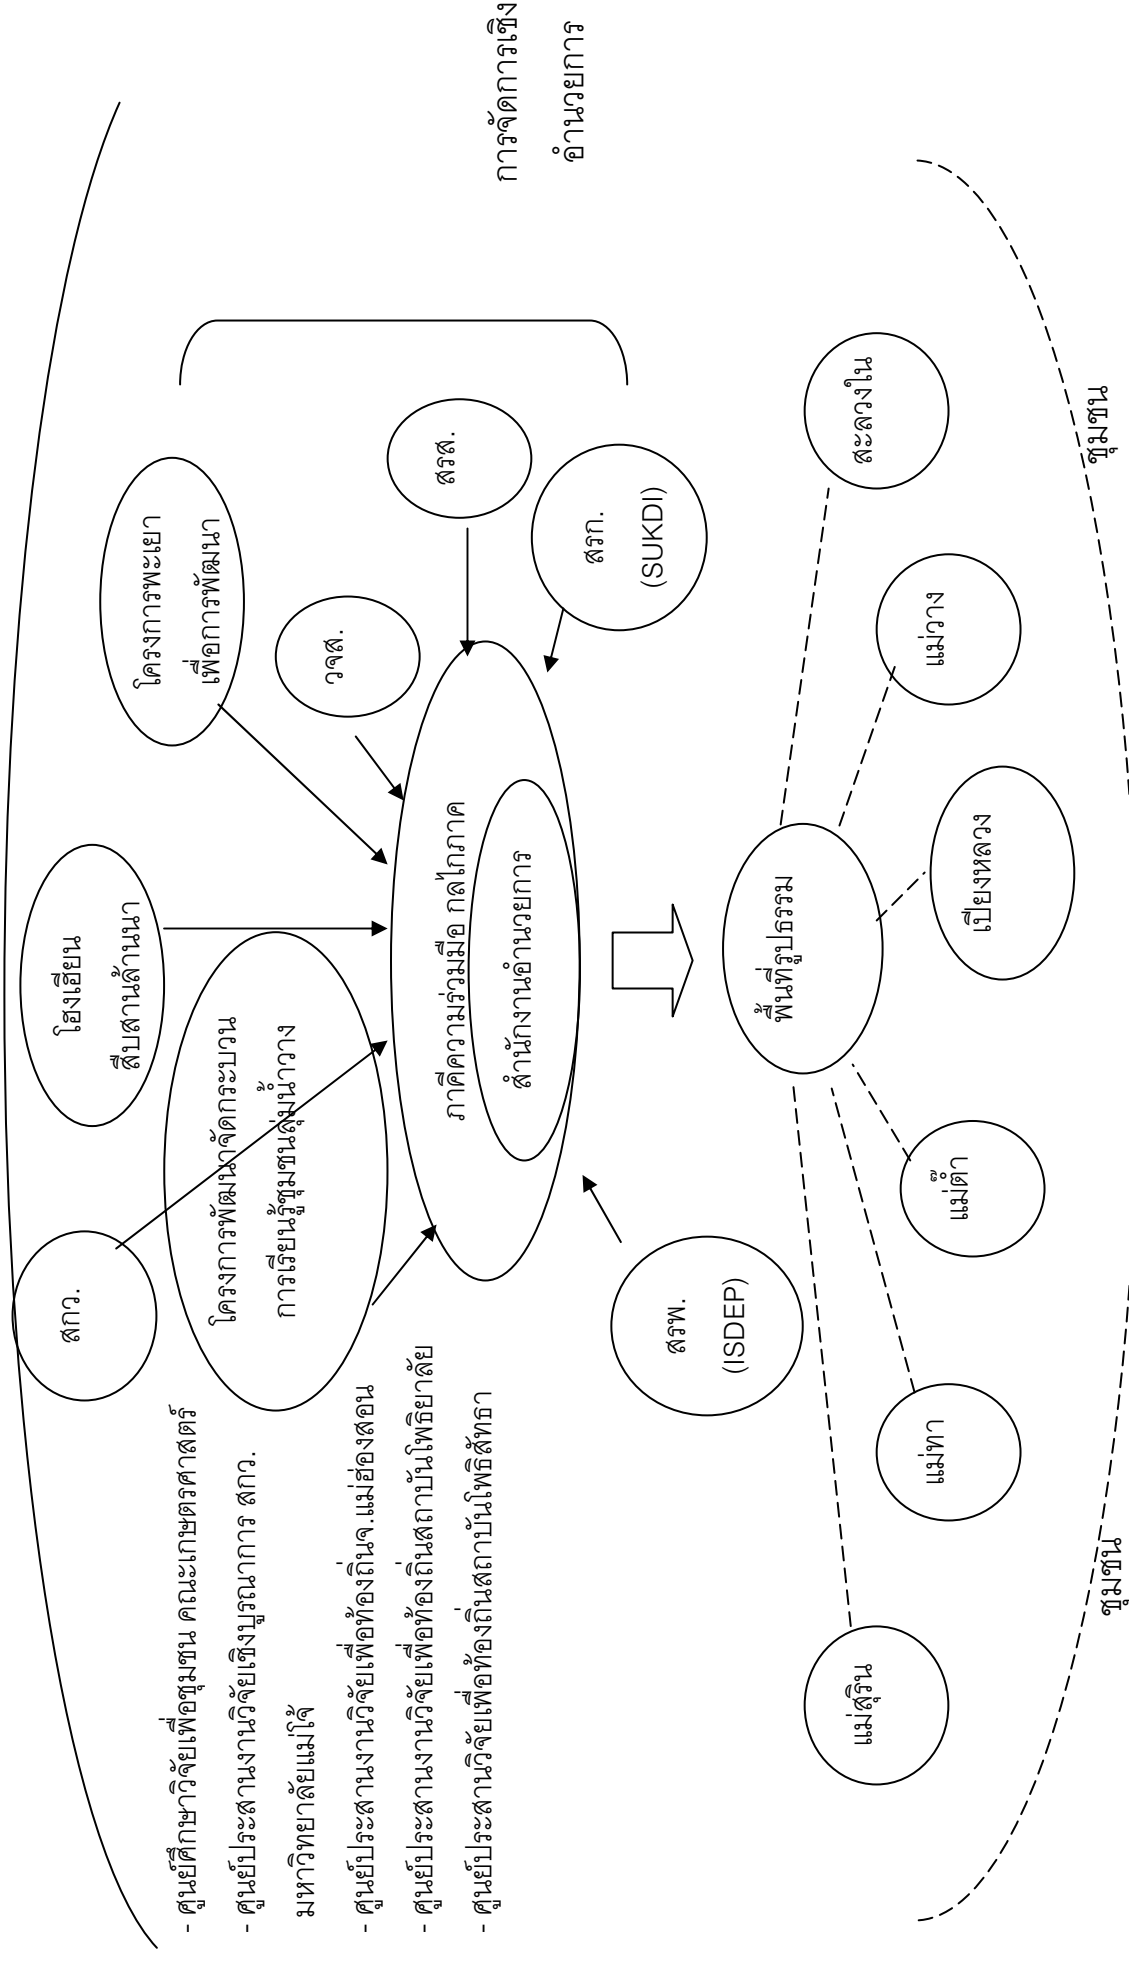 สกว.
โฮงเฮียน
สืบสานล้านนา
โครงการพะเยา
เพื่อการพัฒนา
- ศูนย์ศึกษาวิจัยเพื่อชุมชน คณะเกษตรศาสตร์
- ศูนย์ประสานงานวิจัยเชิงบูรณาการ สกว.
มหาวิทยาลัยแม่โจ้
- ศูนย์ประสานงานวิจัยเพื่อท้องถิ่นจ.แม่ฮ่องสอน
- ศูนย์ประสานงานวิจัยเพื่อท้องถิ่นสถาบันโพธิยาลัย
- ศูนย์ประสานวิจัยเพื่อท้องถิ่นสถาบันโพธิสัทธา
โครงการพัฒนาจัดกระบวน
การเรียนรู้ชุมชนลุ่มน้ำวาง
วจส.
สรส.
การจัดการเชิง
อำนวยการ
ภาคีความร่วมมือ กลไกภาค
สำนักงานอำนวยการ
สรพ.
(ISDEP)
สรก.
(SUKDI)
พื้นที่รูปธรรม
แม่สุริน
แม่ทา
แม่ต๊ำ
เปียงหลวง
แม่วาง
สะลวงใน
ชุมชน
ชุมชน